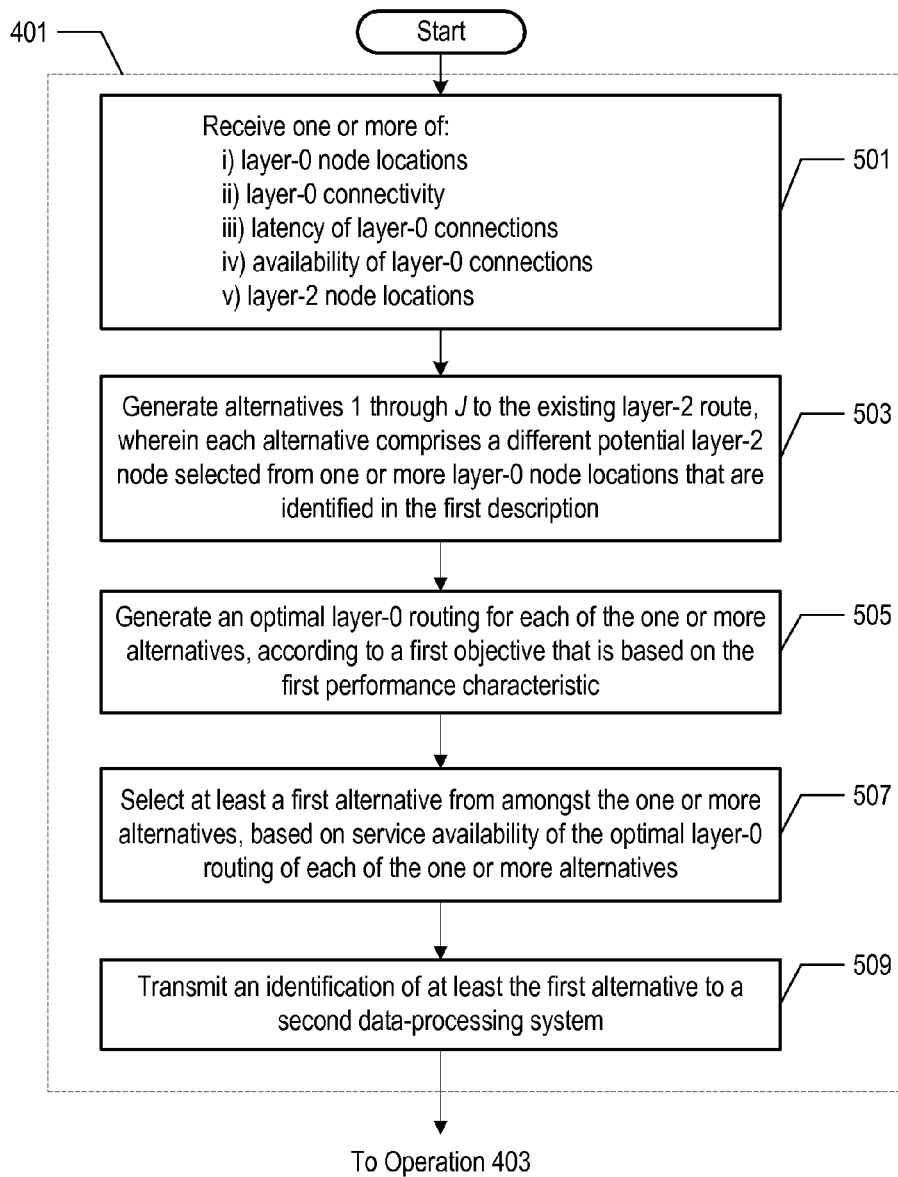 401
Start
Receive one or more of:
i) layer-0 node locations
ii) layer-0 connectivity
iii) latency of layer-0 connections
iv) availability of layer-0 connections
v) layer-2 node locations
501
Generate alternatives 1 through J to the existing layer-2 route,
wherein each alternative comprises a different potential layer-2
node selected from one or more layer-0 node locations that are
identified in the first description
503
Generate an optimal layer-0 routing for each of the one or more
alternatives, according to a first objective that is based on the
first performance characteristic
505
Select at least a first alternative from amongst the one or more
alternatives, based on service availability of the optimal layer-0
routing of each of the one or more alternatives
507
Transmit an identification of at least the first alternative to a
second data-processing system
509
To Operation 403